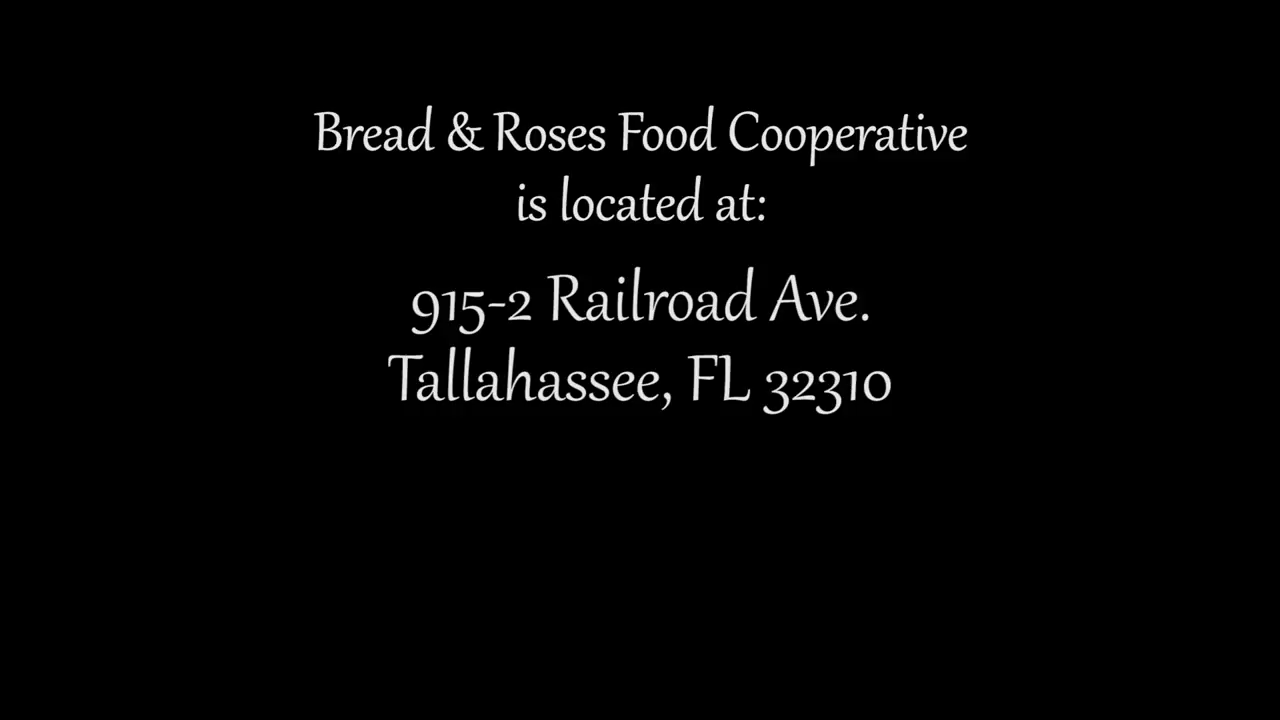 Bread & Roses Food Cooperative
is located at:
915-2 Railroad Ave.
Tallahassee, FL 32310